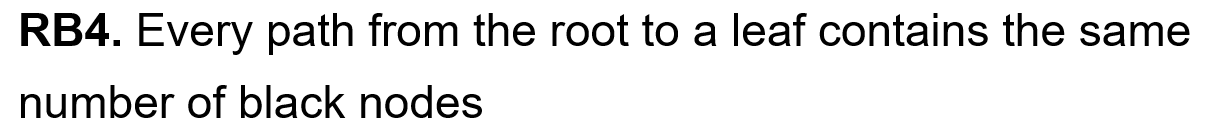 RB4. Every path from the root to a leaf contains the same
number of black nodes